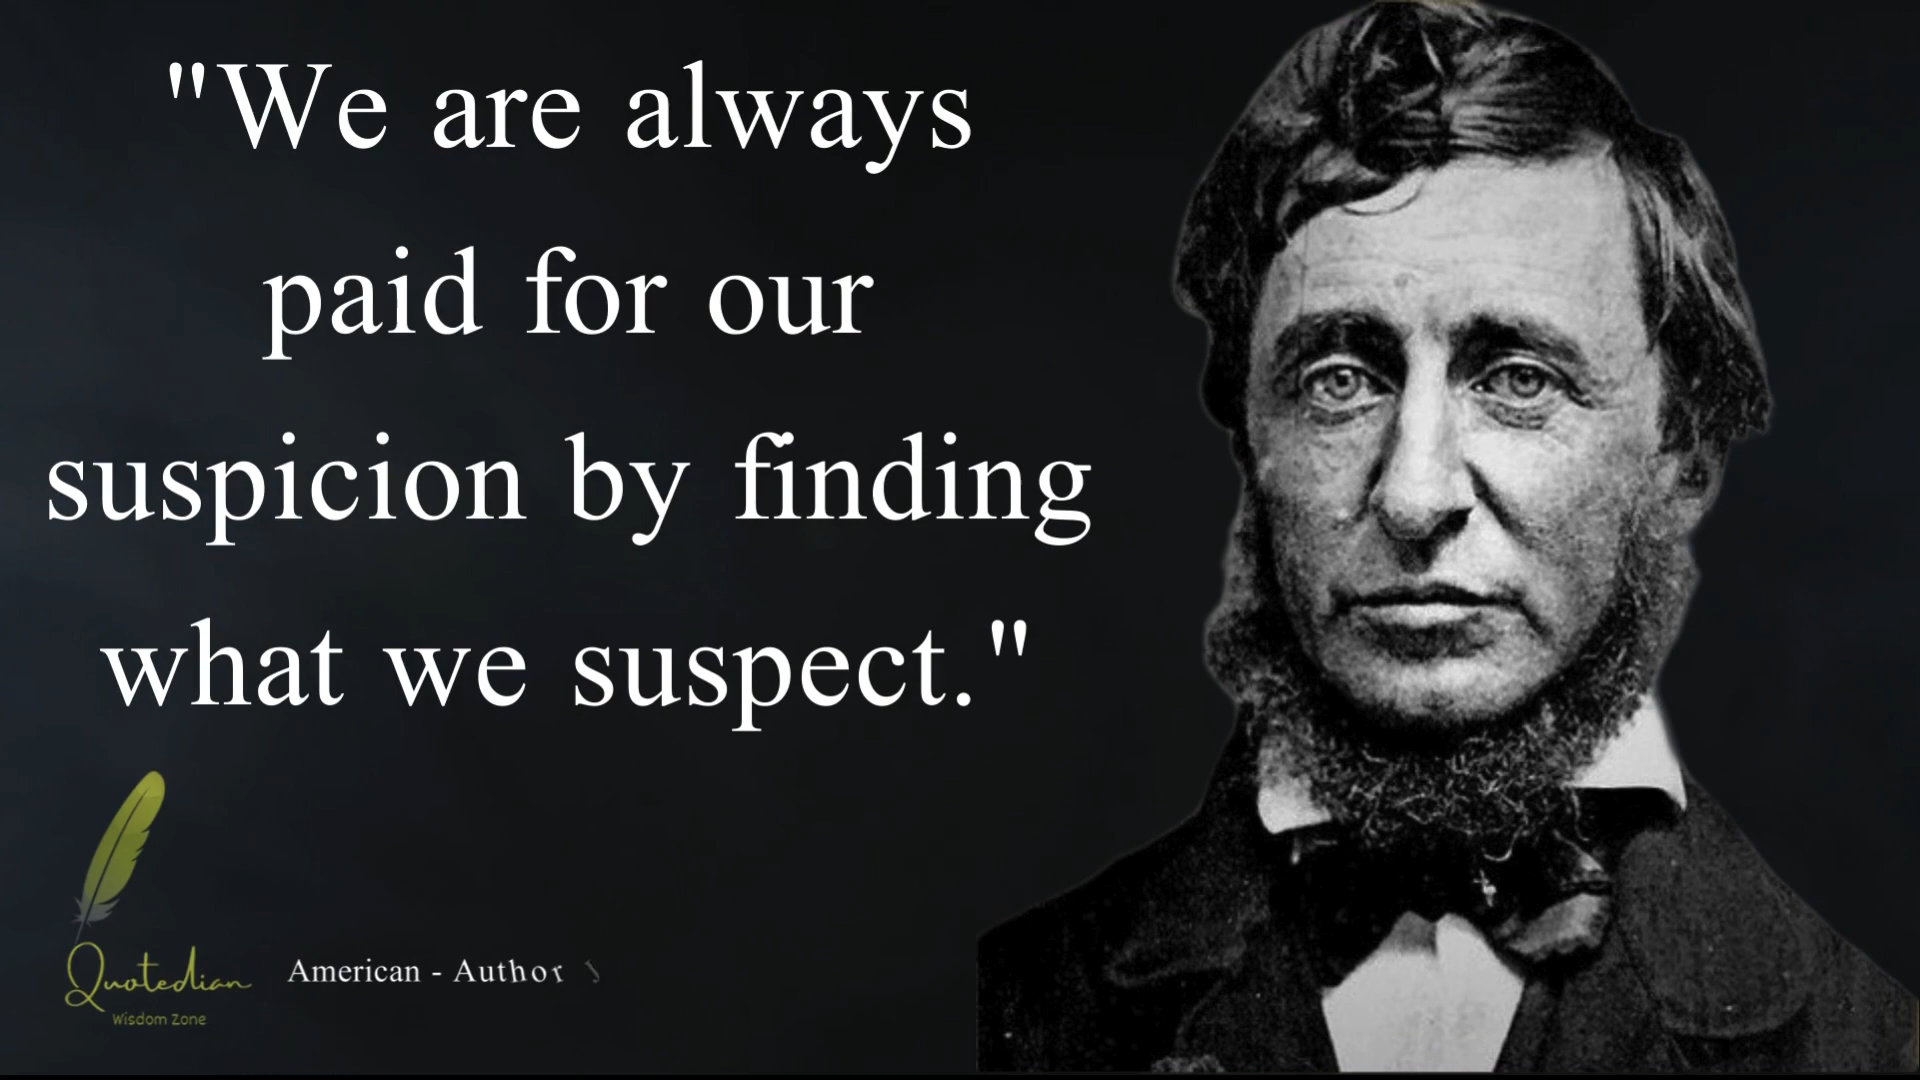 "We are always
paid for our
suspicion by finding
what we suspect."
Quotedian
Wisdom Zone
American - Author